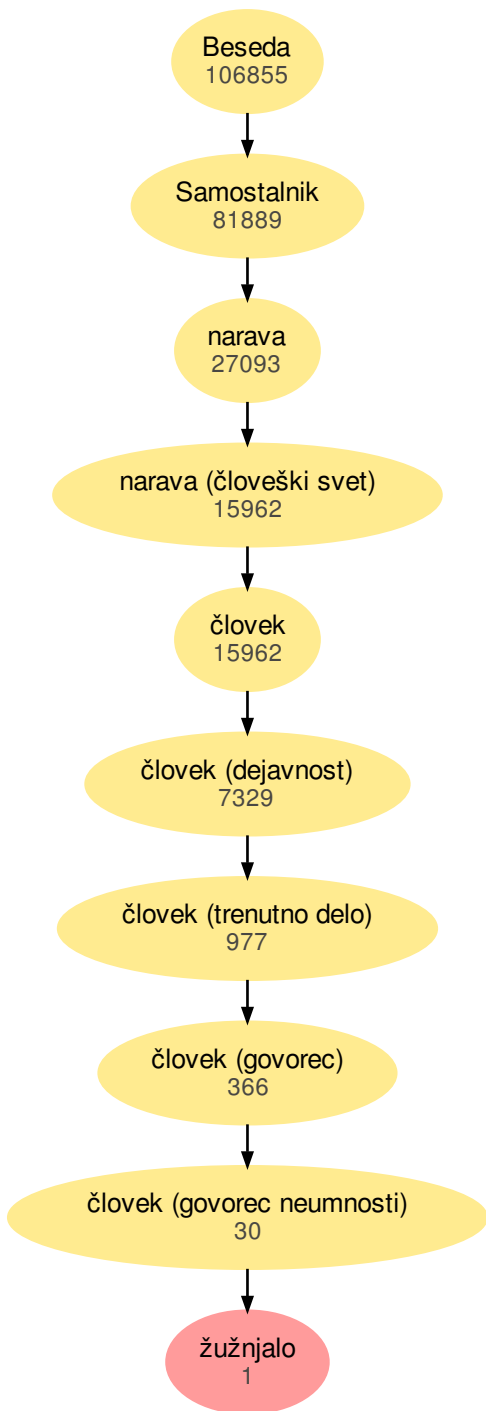 Beseda
106855
Samostalnik
81889
narava
27093
narava (človeški svet)
15962
človek
15962
človek (dejavnost)
7329
človek (trenutno delo)
977
človek (govorec)
366
človek (govorec neumnosti)
30
žužnjalo
1